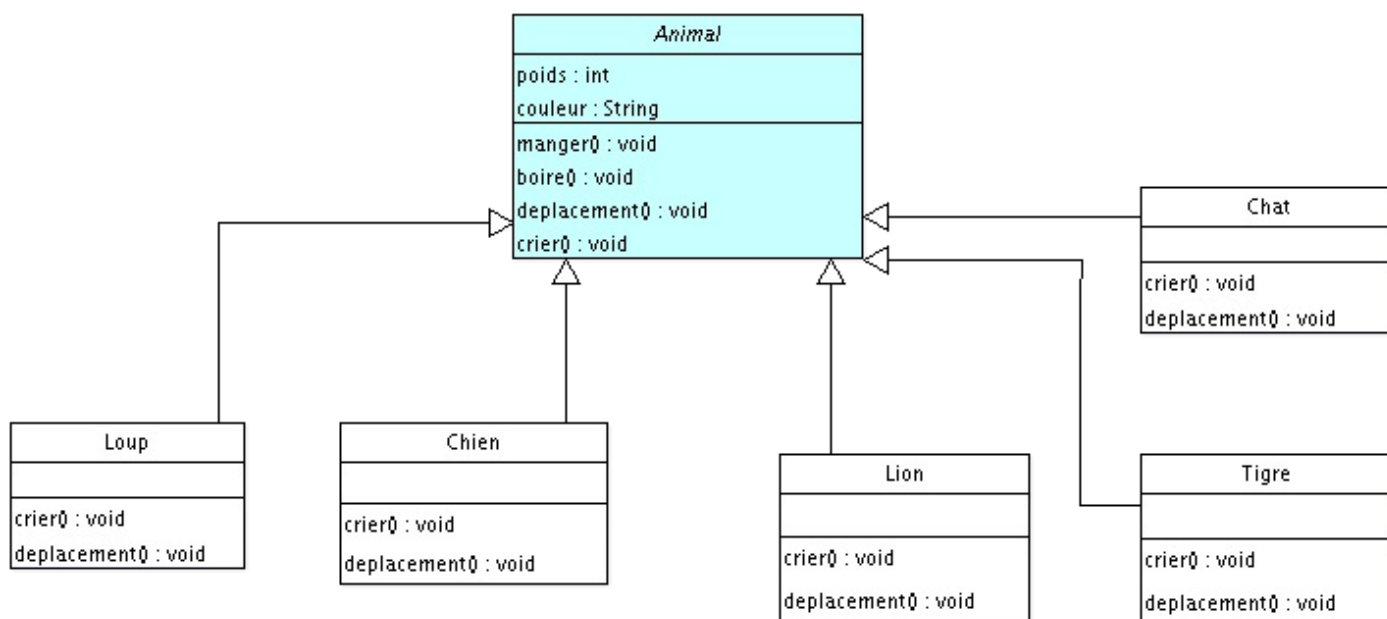 Animal
poids : int
couleur : String
manger() : void
boire() : void
deplacement() : void
crier() : void
Chat
crier() : void
deplacement() : void
Loup
crier() : void
deplacement() : void
Chien
crier() : void
deplacement() : void
Lion
crier() : void
deplacement() : void
Tigre
crier() : void
deplacement() : void